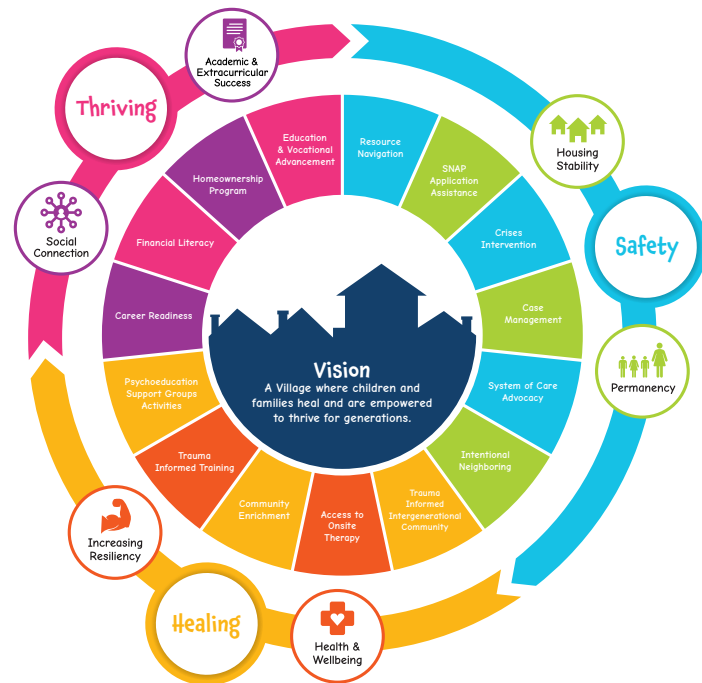 Academic &
Extracurricular
Success
Thriving
Housing
Stability
Social
Connection
Safety
Permanency
Increasing
Resiliency
Healing
Health &
Wellbeing
Resource
Navigation
SNAP
Application
Assistance
Crises
Intervention
Case
Management
System of Care
Advocacy
Intentional
Neighboring
Trauma
Informed
Intergenerational
Community
Access to
Onsite
Therapy
Community
Enrichment
Trauma
Informed Training
Psychoeducation
Support Groups
Activities
Career Readiness
Financial Literacy
Homeownership
Program
Education
& Vocational
Advancement
Vision
A Village where children and
families heal and are empowered
to thrive for generations.